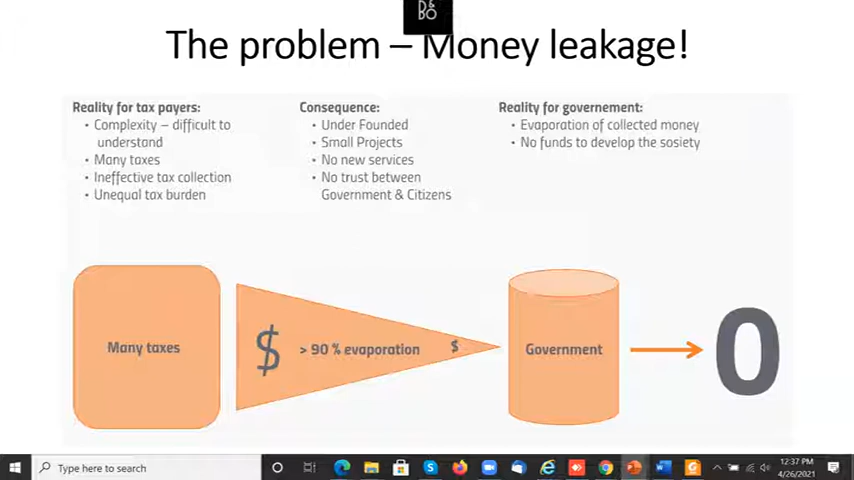 B&
BO
The problem – Money leakage!
Reality for tax payers:
• Complexity – difficult to
understand
• Many taxes
• Ineffective tax collection
• Unequal tax burden
Consequence:
• Under Founded
• Small Projects
• No new services
• No trust between
Government & Citizens
Reality for governement:
• Evaporation of collected money
• No funds to develop the sosiety
Many taxes
$
> 90 % evaporation
$
Government
0
Type here to search
12:37 PM
4/26/2021